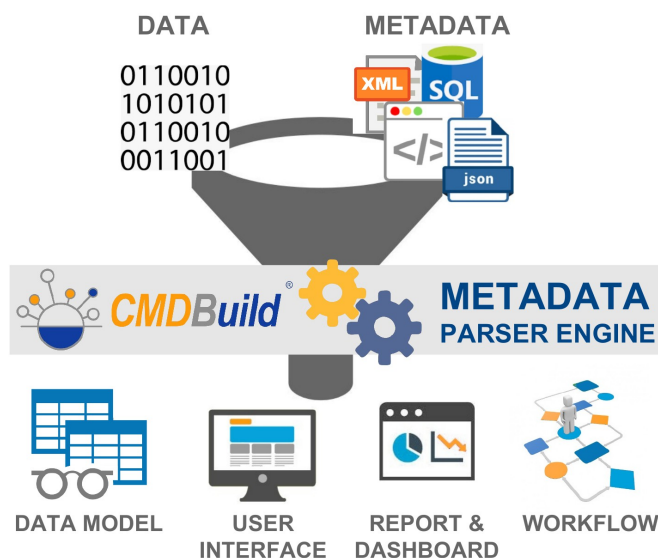 DATA
METADATA
0110010
1010101
0110010
0011001
XML
SQL
</>
json
CMDBuild®
METADATA
PARSER ENGINE
DATA MODEL
USER
INTERFACE
REPORT &
DASHBOARD
WORKFLOW